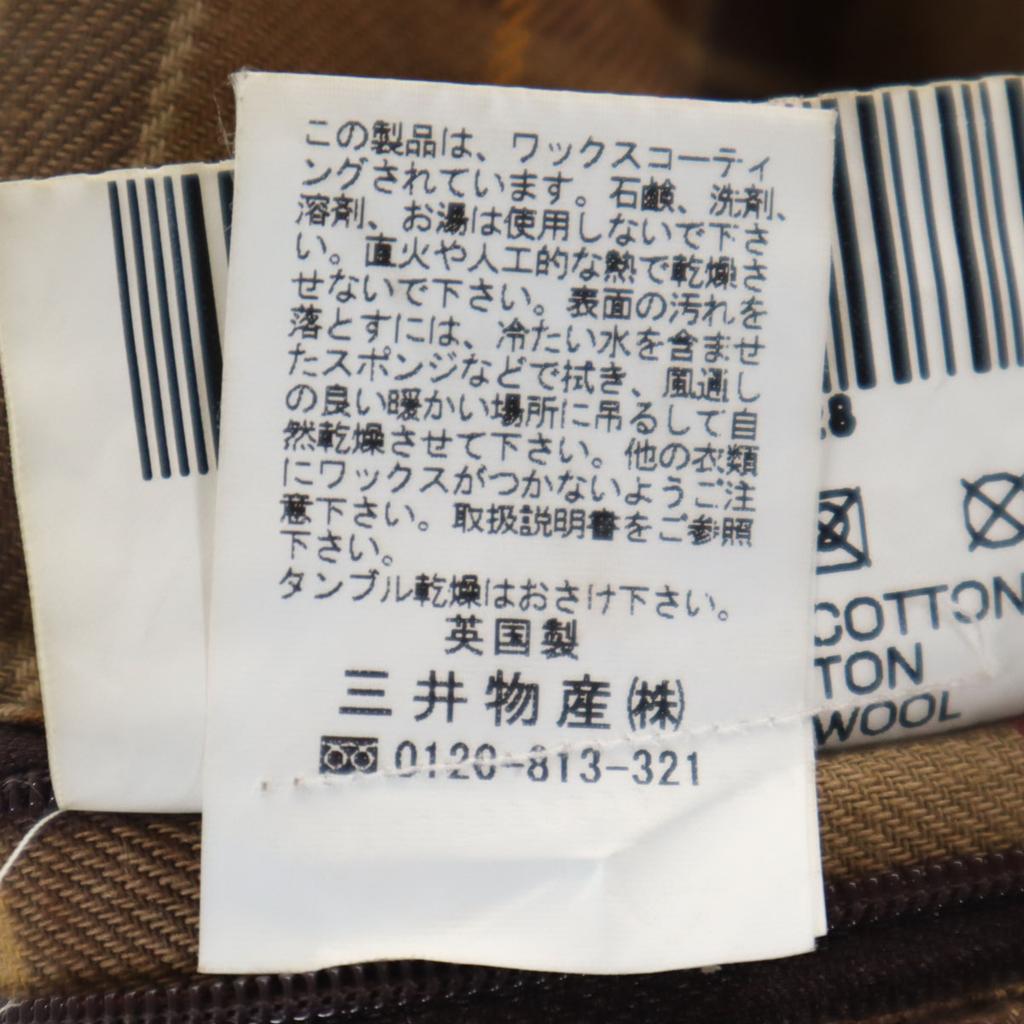 この製品は、ワックスコーティ
ングされています。石鹸、洗剤、
溶剤、お湯は使用しないで下さ
い。直火や人工的な熱で乾燥さ
せないで下さい。表面の汚れを
落とすには、冷たい水を含ませ
たスポンジなどで拭き、風通し
の良い暖かい場所に吊るして自
然乾燥させて下さい。他の衣類
にワックスがつかないようご注
意下さい。取扱説明書をご参照
下さい。
タンブル乾燥はおさけ下さい。
英国製
三井物産(株)
0120-813-321
28
COTTON
TON
WOOL